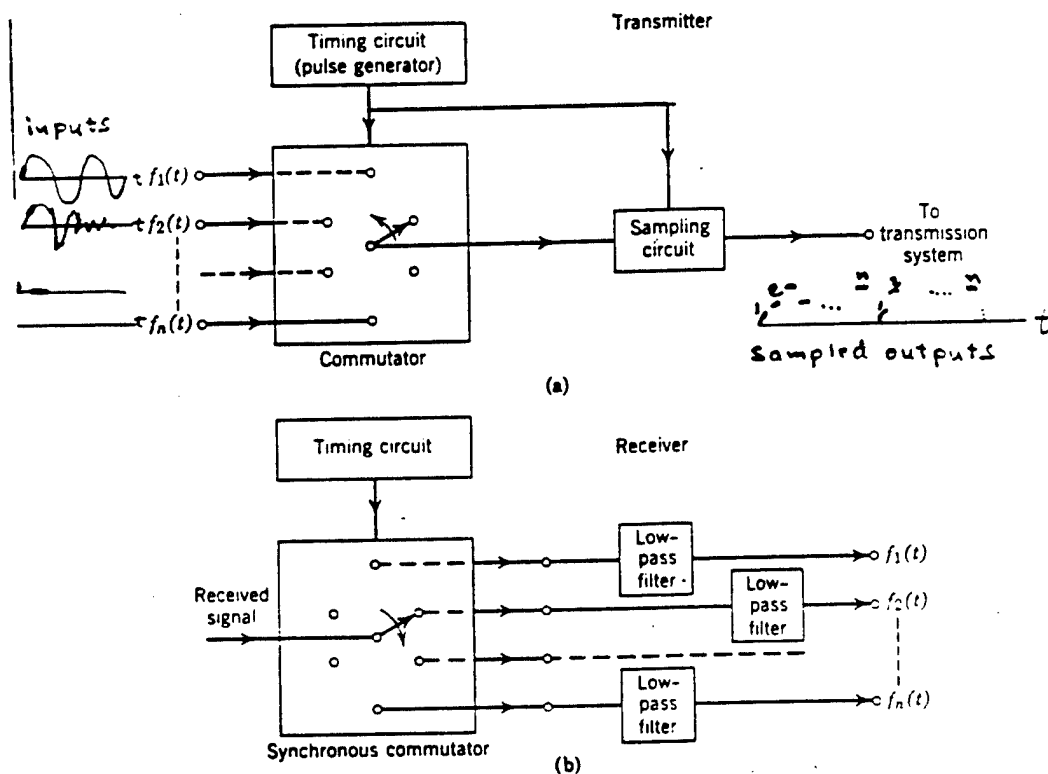 Transmitter
Timing circuit
(pulse generator)
inputs
f₁(t)
f₂(t)
fₙ(t)
Commutator
Sampling
circuit
To
transmission
system
... n ... n
t
Sampled outputs
(a)
Timing circuit
Receiver
Received
signal
Low-
pass
filter
f₁(t)
Low-
pass
filter
f₂(t)
Low-
pass
filter
fₙ(t)
Synchronous commutator
(b)